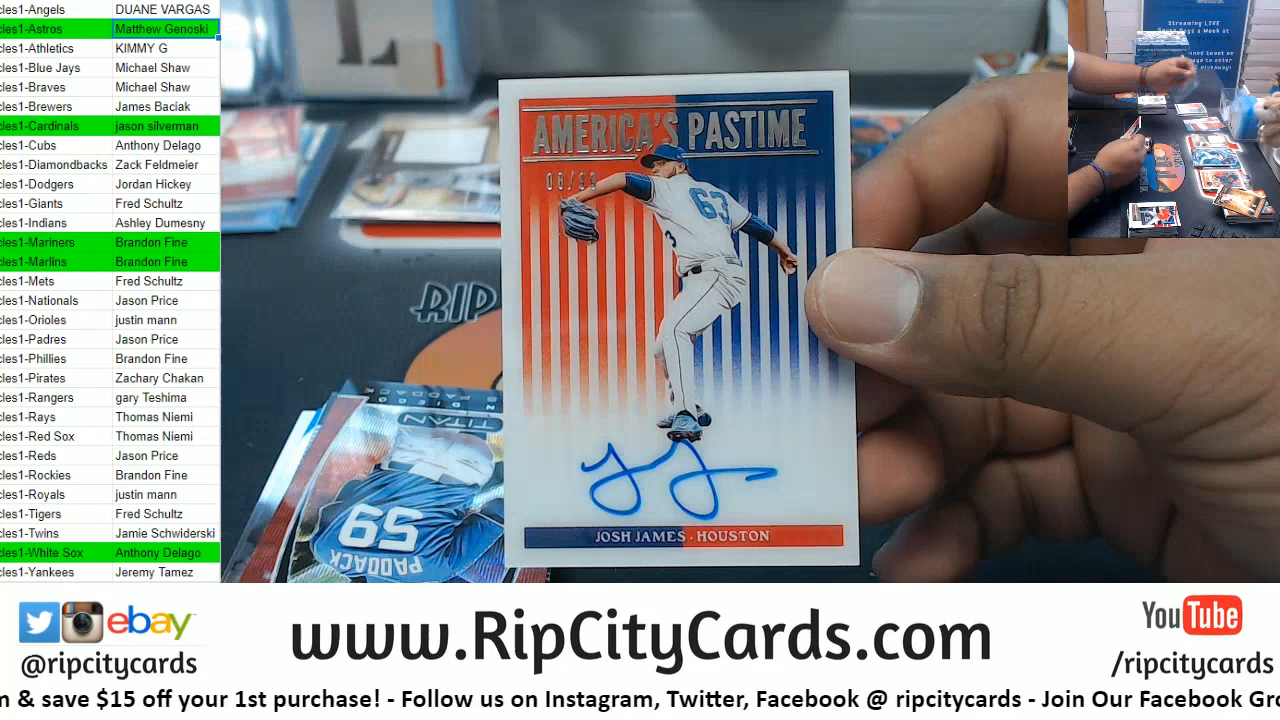 cles1-Angels DUANE VARGAS
cles1-Astros Matthew Genoski
cles1-Athletics KIMMY G
cles1-Blue Jays Michael Shaw
cles1-Braves Michael Shaw
cles1-Brewers James Baciak
cles1-Cardinals jason silverman
cles1-Cubs Anthony Delago
cles1-Diamondbacks Zack Feldmeier
cles1-Dodgers Jordan Hickey
cles1-Giants Fred Schultz
cles1-Indians Ashley Dumesny
cles1-Mariners Brandon Fine
cles1-Marlins Brandon Fine
cles1-Mets Fred Schultz
cles1-Nationals Jason Price
cles1-Orioles justin mann
cles1-Padres Jason Price
cles1-Phillies Brandon Fine
cles1-Pirates Zachary Chakan
cles1-Rangers gary Teshima
cles1-Rays Thomas Niemi
cles1-Red Sox Thomas Niemi
cles1-Reds Jason Price
cles1-Rockies Brandon Fine
cles1-Royals justin mann
cles1-Tigers Fred Schultz
cles1-Twins Jamie Schwiderski
cles1-White Sox Anthony Delago
cles1-Yankees Jeremy Tamez
AMERICA'S PASTIME
63
JOSH JAMES · HOUSTON
RIP
TITAN
59
PADDACK
Streaming LIVE
ebay
@ripcitycards
www.RipCityCards.com
YouTube
/ripcitycards
m & save $15 off your 1st purchase! - Follow us on Instagram, Twitter, Facebook @ ripcitycards - Join Our Facebook Gro